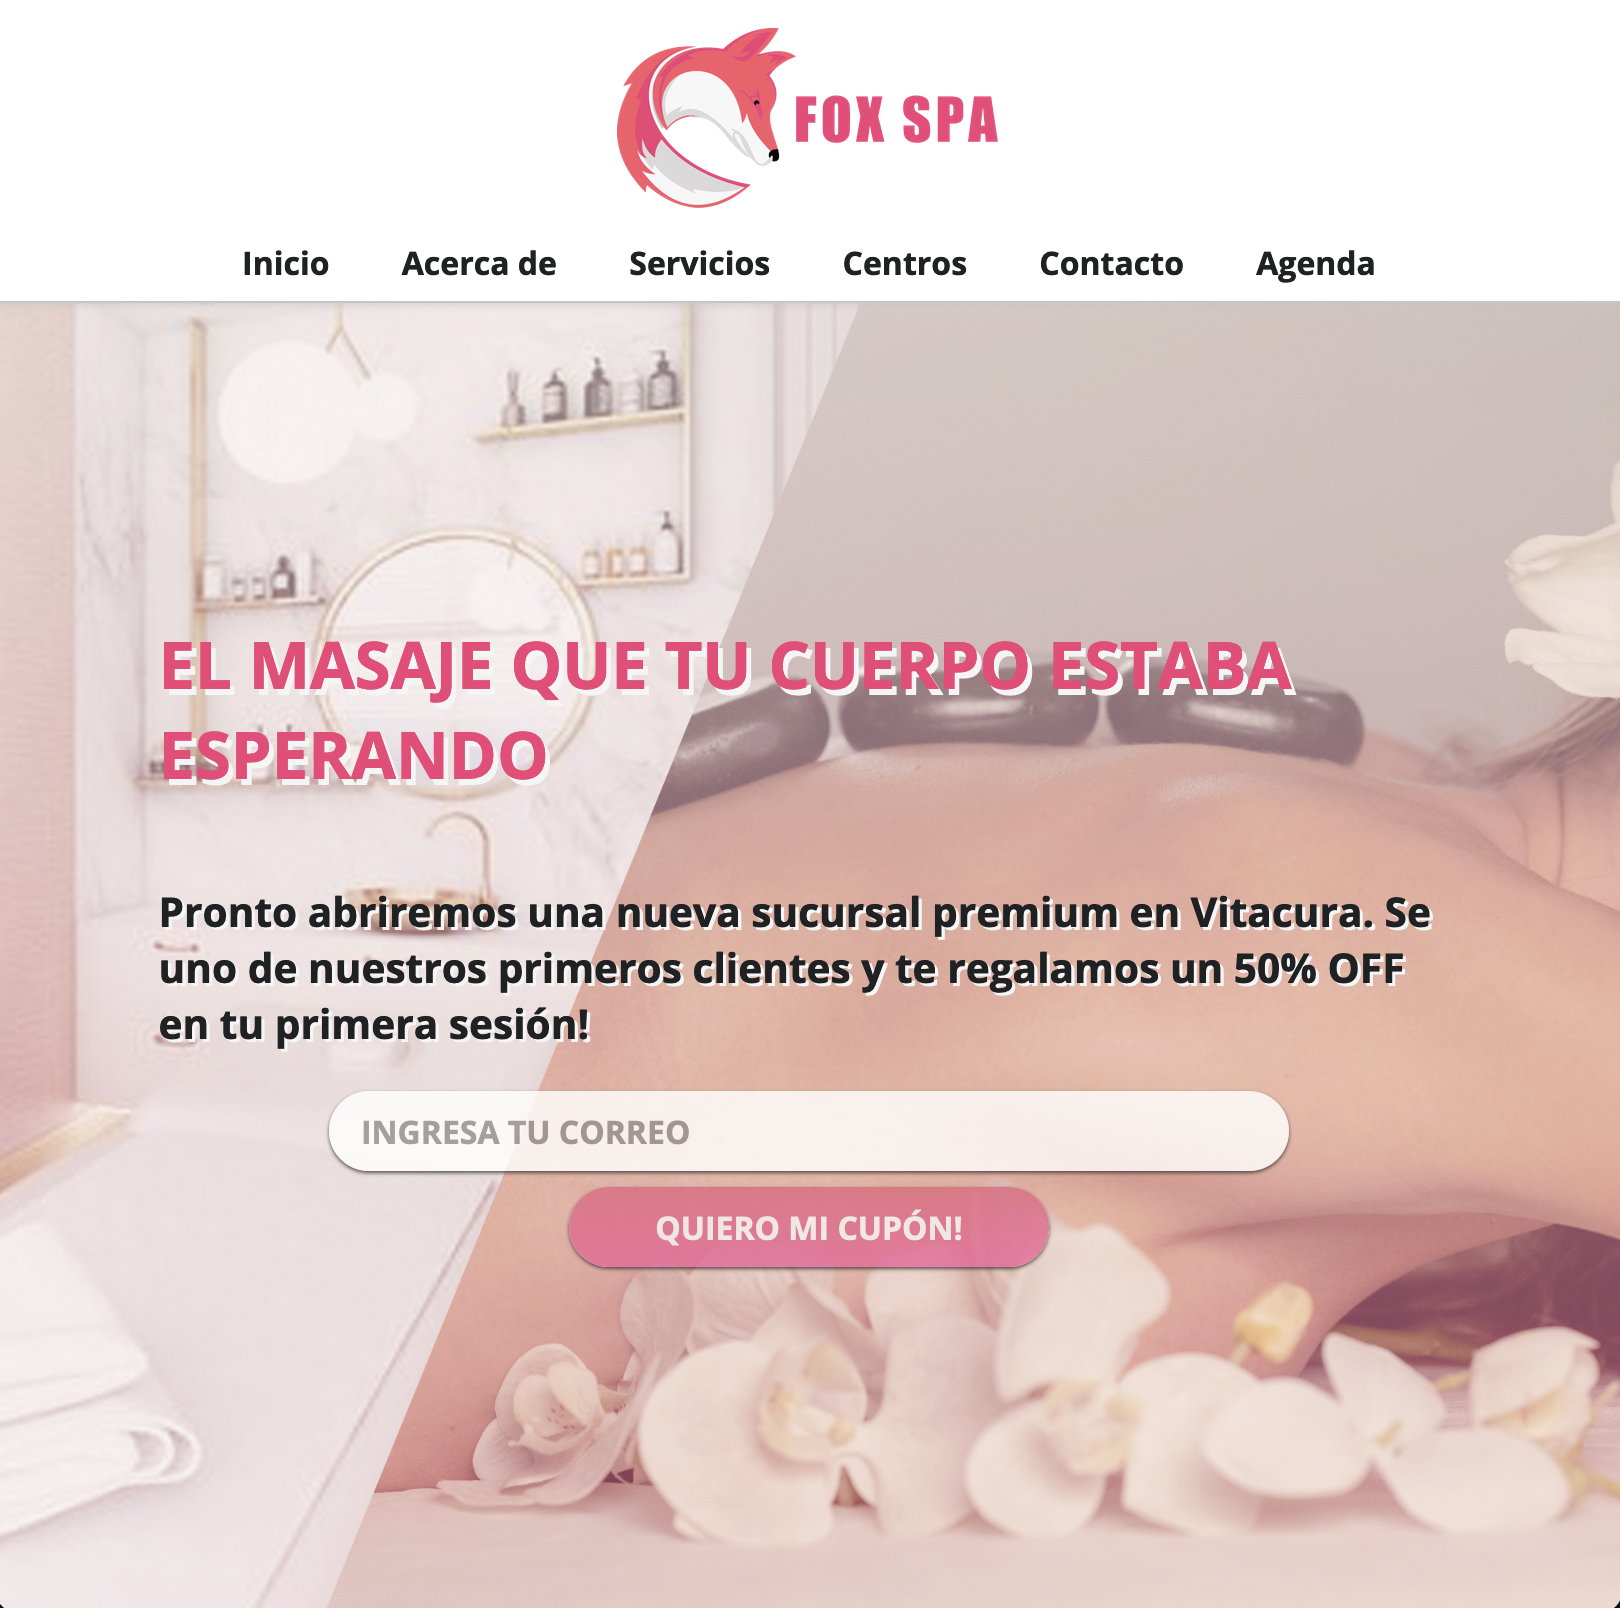 FOX SPA
Inicio Acerca de Servicios Centros Contacto Agenda
EL MASAJE QUE TU CUERPO ESTABA
ESPERANDO
Pronto abriremos una nueva sucursal premium en Vitacura. Se
uno de nuestros primeros clientes y te regalamos un 50% OFF
en tu primera sesión!
INGRESA TU CORREO
QUIERO MI CUPÓN!